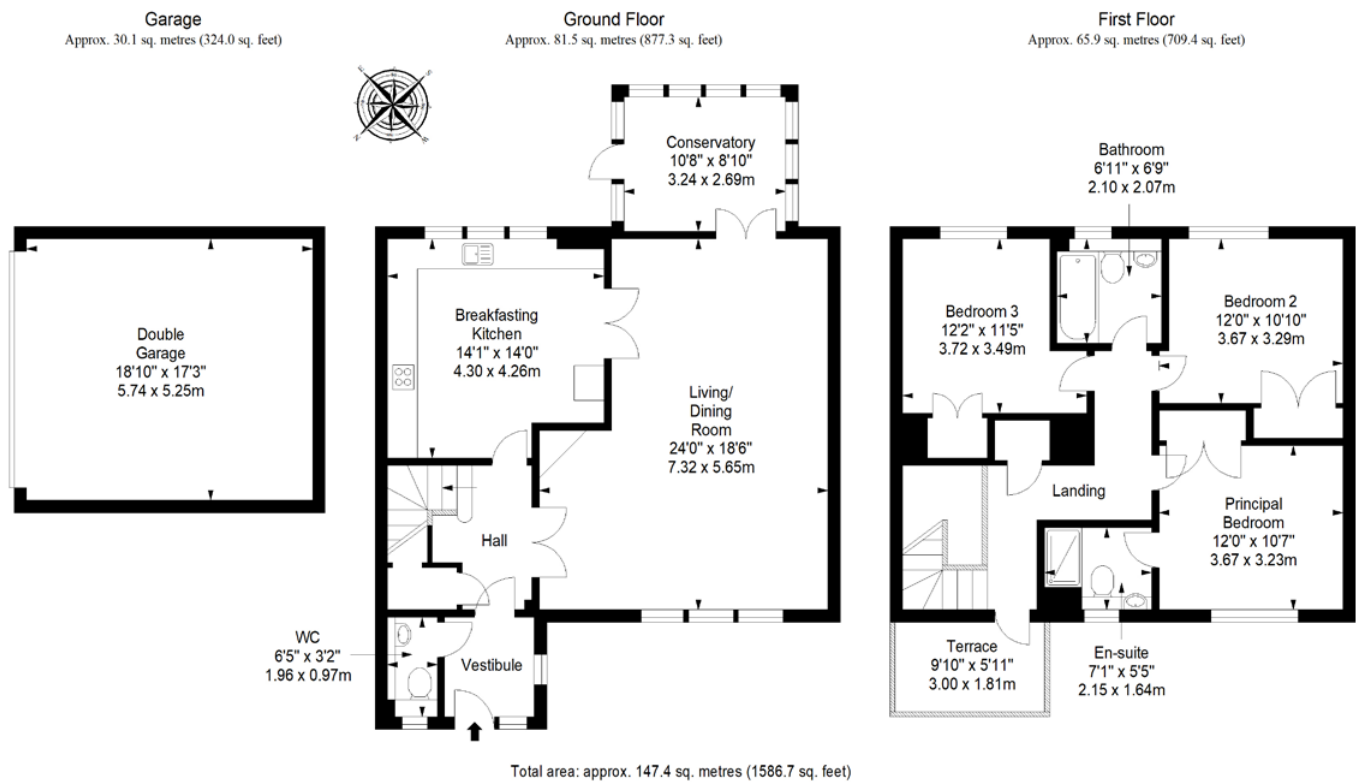 Garage
Approx. 30.1 sq. metres (324.0 sq. feet)
Ground Floor
Approx. 81.5 sq. metres (877.3 sq. feet)
First Floor
Approx. 65.9 sq. metres (709.4 sq. feet)
Conservatory
10'8" x 8'10"
3.24 x 2.69m
Bathroom
6'11" x 6'9"
2.10 x 2.07m
Double
Garage
18'10" x 17'3"
5.74 x 5.25m
Breakfasting
Kitchen
14'1" x 14'0"
4.30 x 4.26m
Living/
Dining
Room
24'0" x 18'6"
7.32 x 5.65m
Bedroom 3
12'2" x 11'5"
3.72 x 3.49m
Bedroom 2
12'0" x 10'10"
3.67 x 3.29m
Hall
Landing
Principal
Bedroom
12'0" x 10'7"
3.67 x 3.23m
WC
6'5" x 3'2"
1.96 x 0.97m
Vestibule
Terrace
9'10" x 5'11"
3.00 x 1.81m
En-suite
7'1" x 5'5"
2.15 x 1.64m
Total area: approx. 147.4 sq. metres (1586.7 sq. feet)